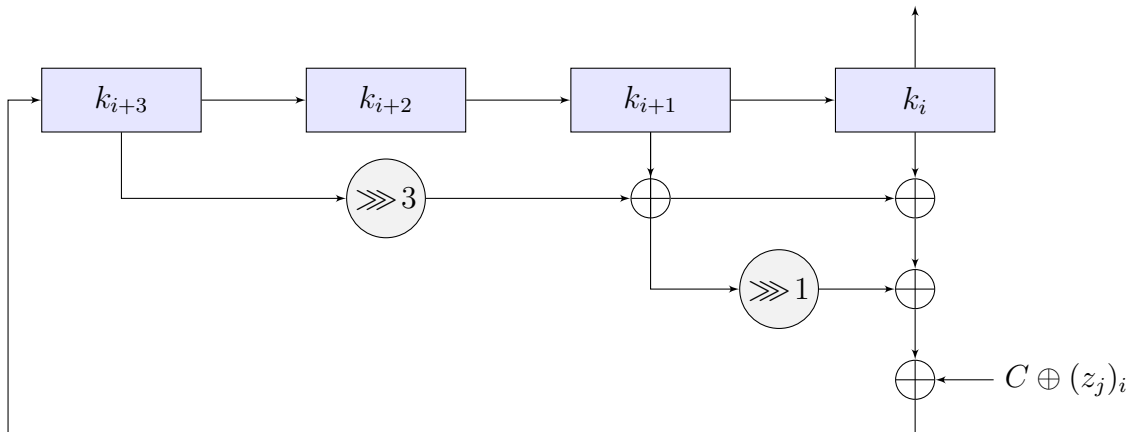 k_{i+3} k_{i+2} k_{i+1} k_i
⋙ 3
⋙ 1
C ⊕ (z_j)_i